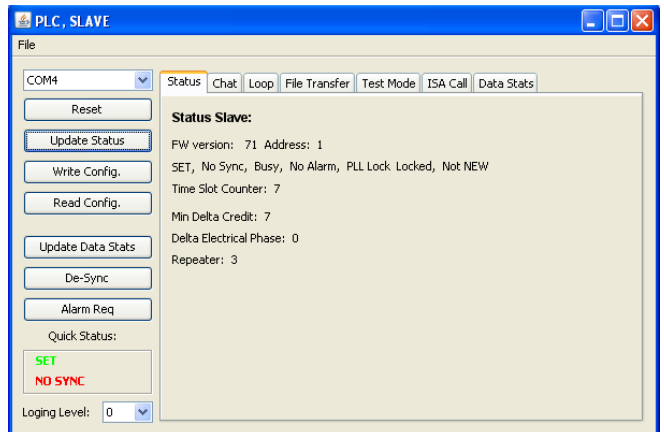 PLC, SLAVE
File
COM4
Reset
Update Status
Write Config.
Read Config.
Update Data Stats
De-Sync
Alarm Req
Quick Status:
SET
NO SYNC
Loging Level: 0
Status Chat Loop File Transfer Test Mode ISA Call Data Stats
Status Slave:
FW version: 71 Address: 1
SET, No Sync, Busy, No Alarm, PLL Lock Locked, Not NEW
Time Slot Counter: 7
Min Delta Credit: 7
Delta Electrical Phase: 0
Repeater: 3